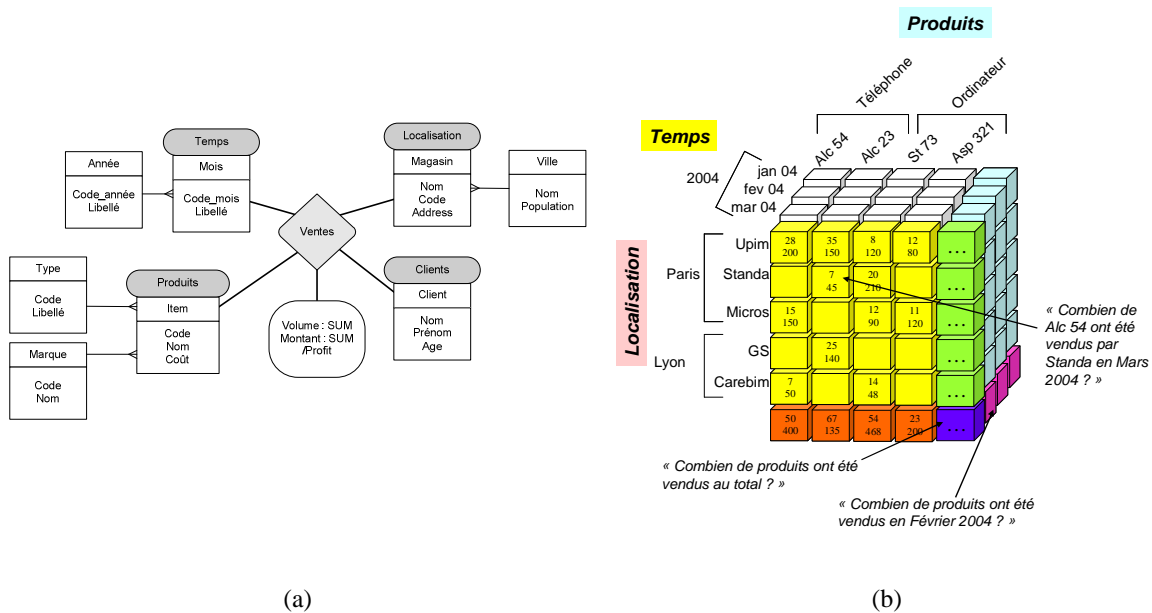 Temps
Année
Mois
Code_année
Libellé
Code_mois
Libellé
Localisation
Magasin
Ville
Nom
Code
Address
Nom
Population
Ventes
Type
Code
Libellé
Produits
Item
Code
Nom
Coût
Marque
Code
Nom
Volume : SUM
Montant : SUM
/Profit
Clients
Client
Nom
Prénom
Age
(a)
Produits
Téléphone
Ordinateur
Temps
Alc 54
Alc 23
St 73
Asp 321
2004
jan 04
fev 04
mar 04
Localisation
Paris
Lyon
Upim
28 35 8 12
200 150 120 80
...
Standa
7 20
45 210
...
Micros
15 12 11
150 90 120
...
GS
25
140
...
Carebim
7 14
50 48
...
50 67 54 23
400 135 468 200
...
« Combien de
Alc 54 ont été
vendus par
Standa en Mars
2004 ? »
« Combien de produits ont été
vendus au total ? »
« Combien de produits ont été
vendus en Février 2004 ? »
(b)